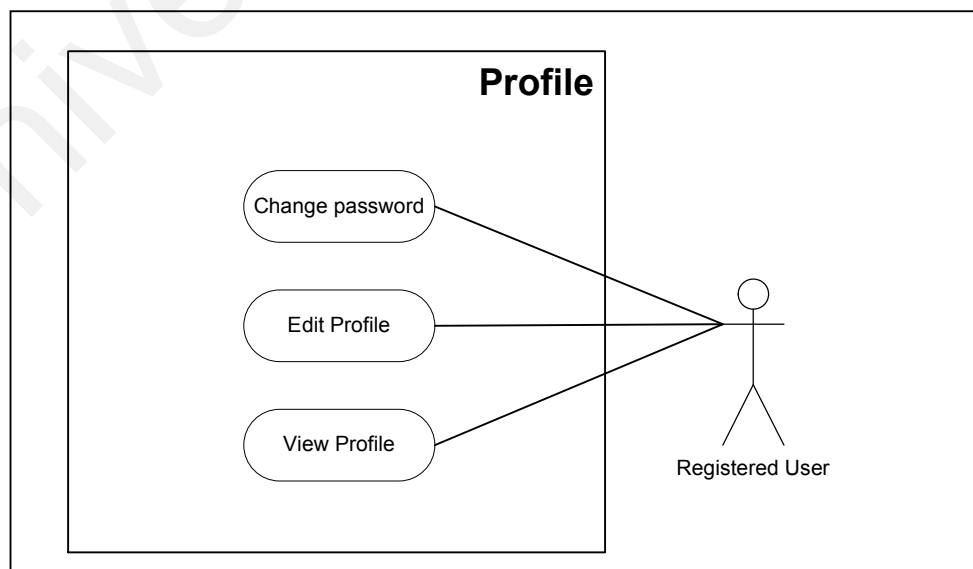 Profile
Change password
Edit Profile
View Profile
Registered User